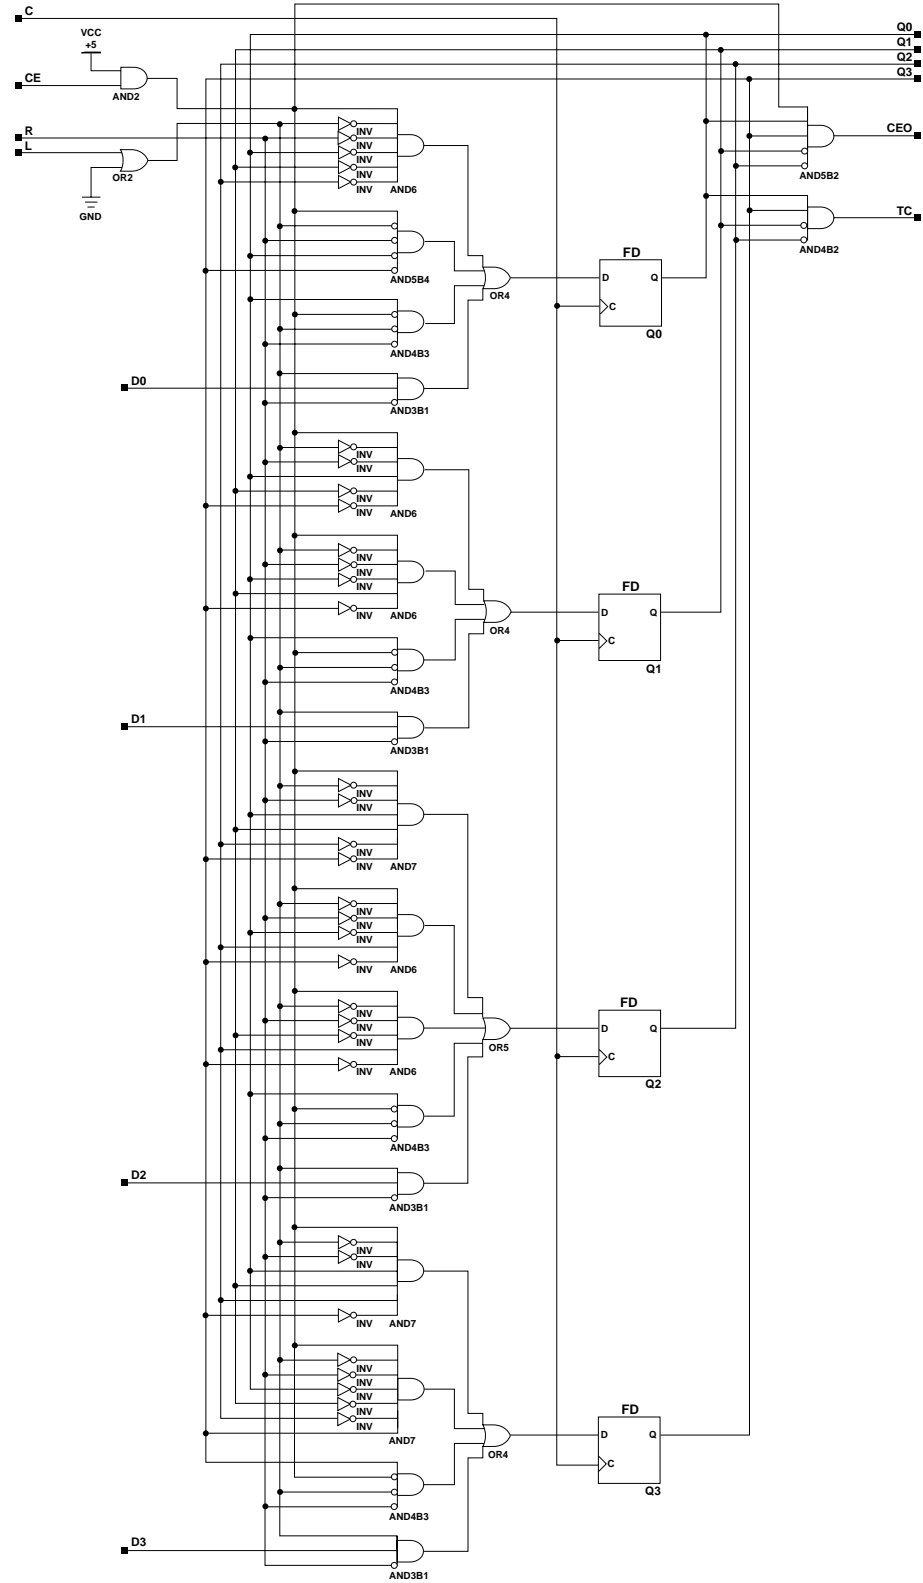 C
Q0
Q1
Q2
Q3
VCC
+5
CE
AND2
R
L
OR2
GND
INV
INV
INV
INV
INV
AND6
CEO
AND5B2
TC
AND4B2
AND5B4
OR4
FD
D
Q
C
Q0
AND4B3
D0
AND3B1
INV
INV
INV
INV
AND6
INV
INV
INV
INV
AND6
OR4
FD
D
Q
C
Q1
AND4B3
D1
AND3B1
INV
INV
INV
INV
AND7
INV
INV
INV
INV
AND6
INV
INV
INV
INV
AND6
OR5
FD
D
Q
C
Q2
AND4B3
D2
AND3B1
INV
INV
INV
AND7
INV
INV
INV
INV
INV
AND7
OR4
FD
D
Q
C
Q3
AND4B3
D3
AND3B1